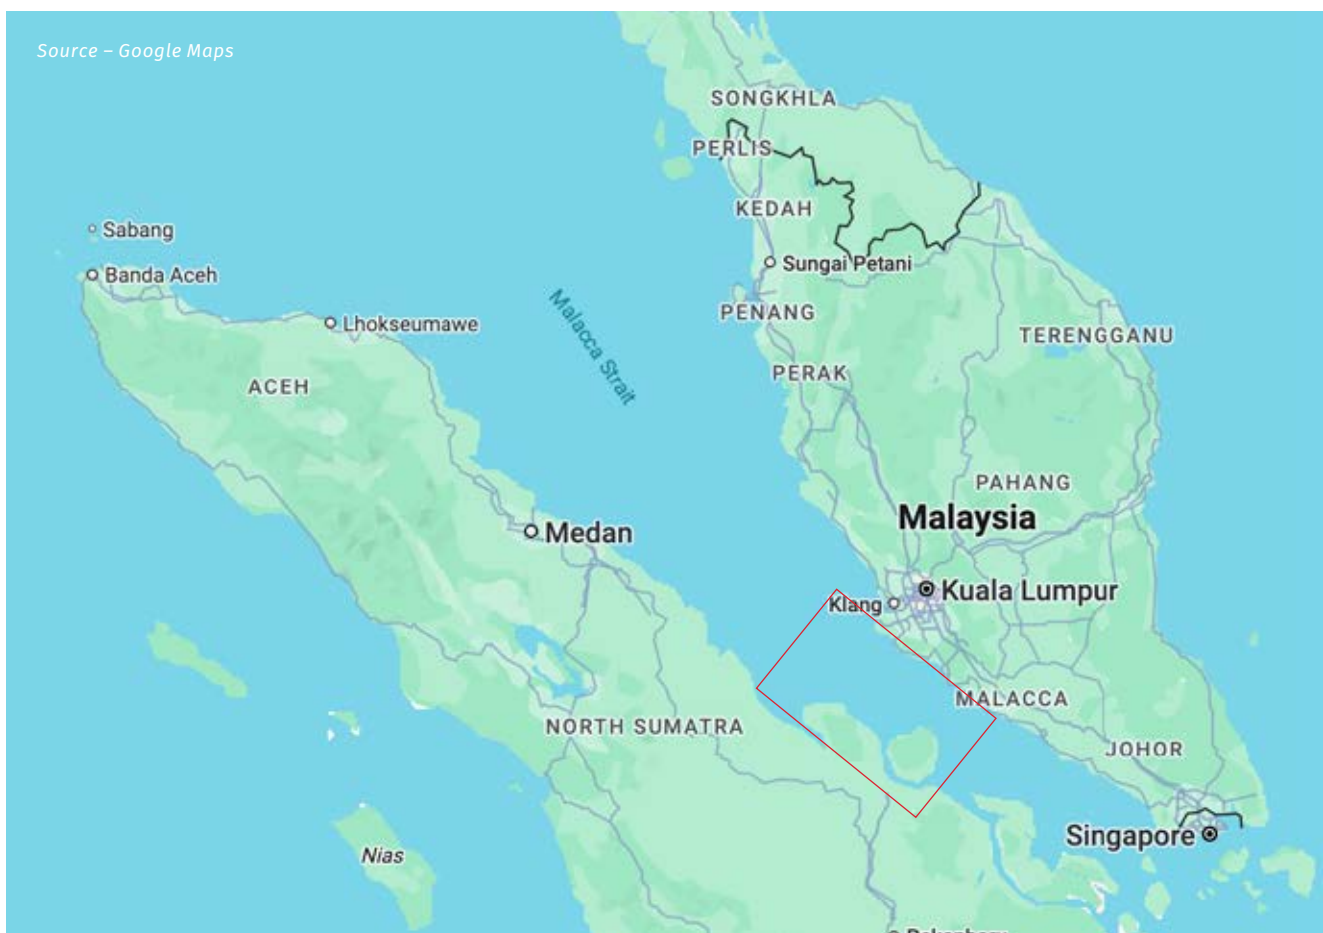 Source – Google Maps
SONGKHLA
PERLIS
KEDAH
Sabang
Sungai Petani
Banda Aceh
PENANG
Lhokseumawe
TERENGGANU
Malacca Strait
PERAK
ACEH
PAHANG
Malaysia
Medan
Kuala Lumpur
Klang
MALACCA
NORTH SUMATRA
JOHOR
Singapore
Nias